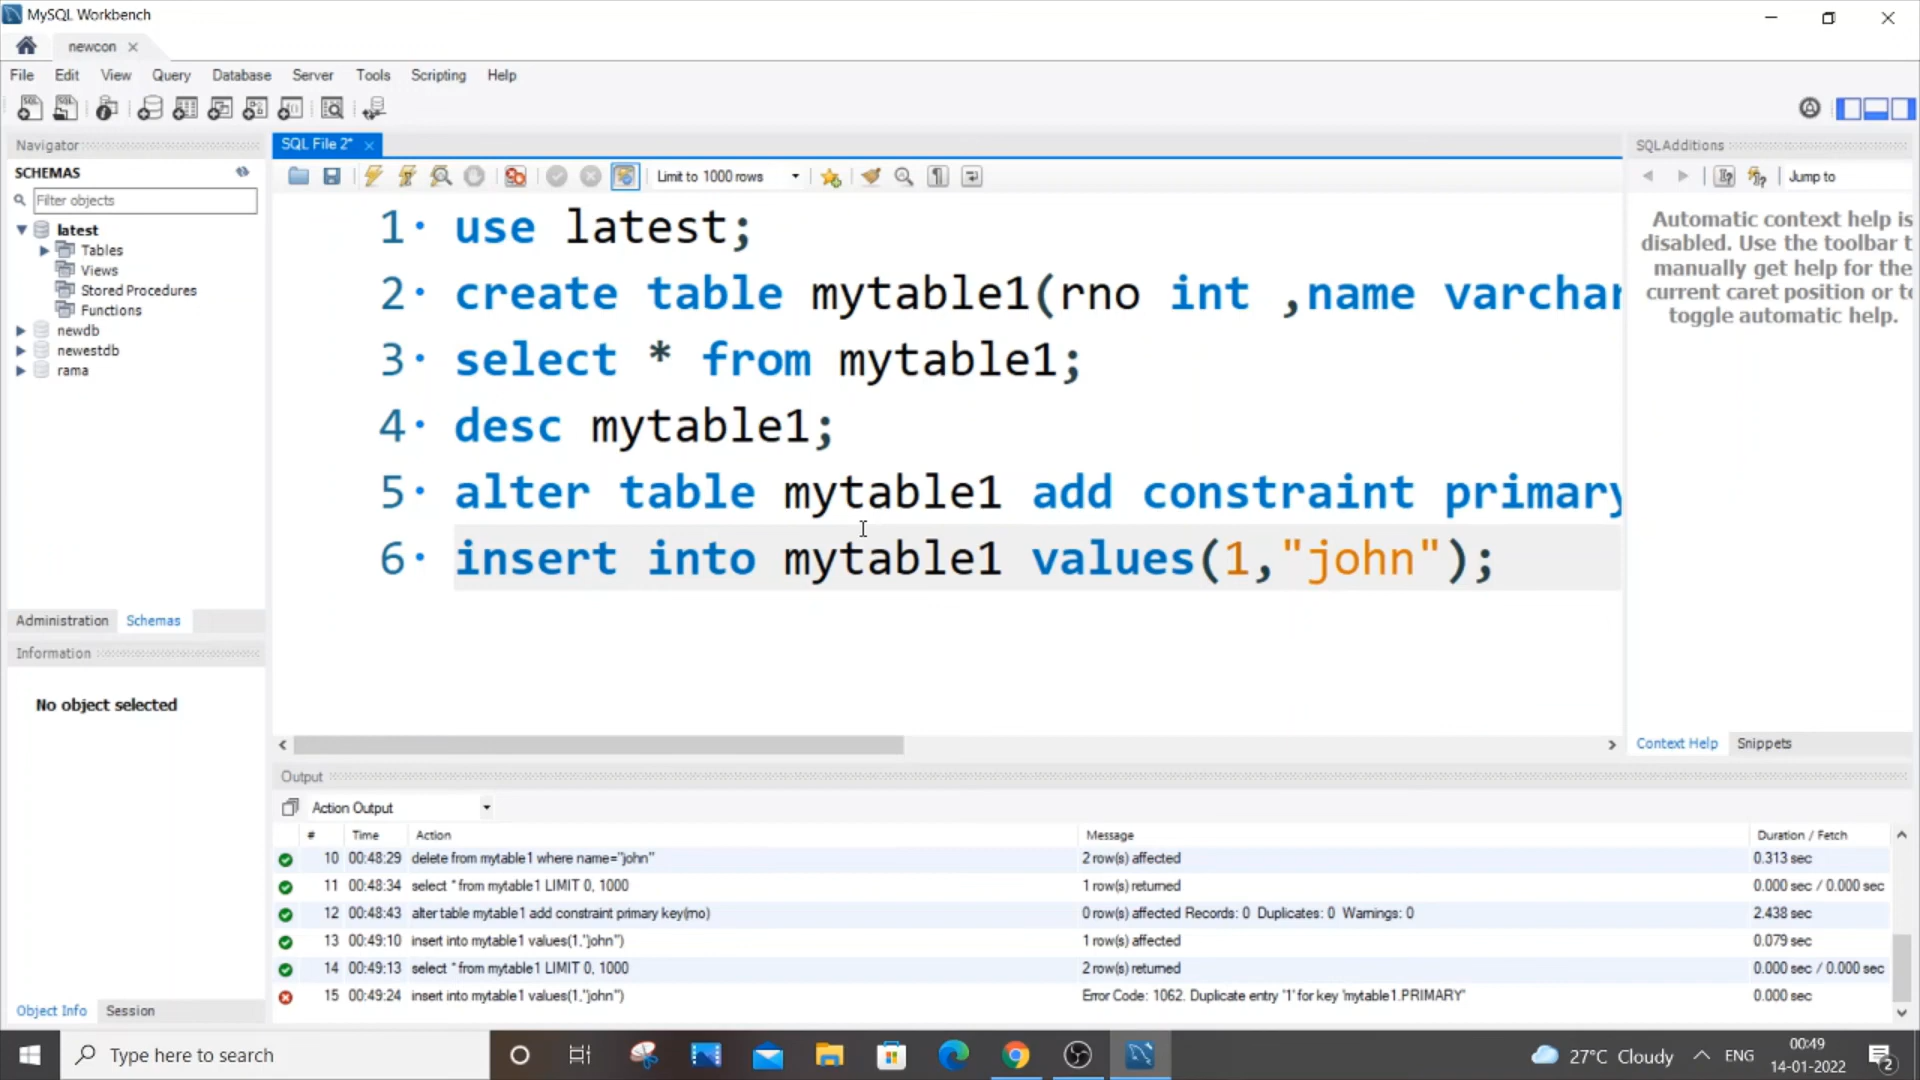 MySQL Workbench
newcon
File Edit View Query Database Server Tools Scripting Help
Navigator
SCHEMAS
Filter objects
latest
Tables
Views
Stored Procedures
Functions
newdb
newestdb
rama
Administration Schemas
Information
No object selected
Object Info Session
SQL File 2*
Limit to 1000 rows
1 use latest;
2 create table mytable1(rno int ,name varchar
3 select * from mytable1;
4 desc mytable1;
5 alter table mytable1 add constraint primary
6 insert into mytable1 values(1,"john");
SQLAdditions
Jump to
Automatic context help is
disabled. Use the toolbar t
manually get help for the
current caret position or to
toggle automatic help.
Context Help Snippets
Output
Action Output
# Time Action Message Duration / Fetch
10 00:48:29 delete from mytable1 where name="john" 2 row(s) affected 0.313 sec
11 00:48:34 select * from mytable1 LIMIT 0, 1000 1 row(s) returned 0.000 sec / 0.000 sec
12 00:48:43 alter table mytable1 add constraint primary key(rno) 0 row(s) affected Records: 0 Duplicates: 0 Warnings: 0 2.438 sec
13 00:49:10 insert into mytable1 values(1,"john") 1 row(s) affected 0.079 sec
14 00:49:13 select * from mytable1 LIMIT 0, 1000 2 row(s) returned 0.000 sec / 0.000 sec
15 00:49:24 insert into mytable1 values(1,"john") Error Code: 1062. Duplicate entry '1' for key 'mytable1.PRIMARY' 0.000 sec
Type here to search
27°C Cloudy
ENG
00:49
14-01-2022
2